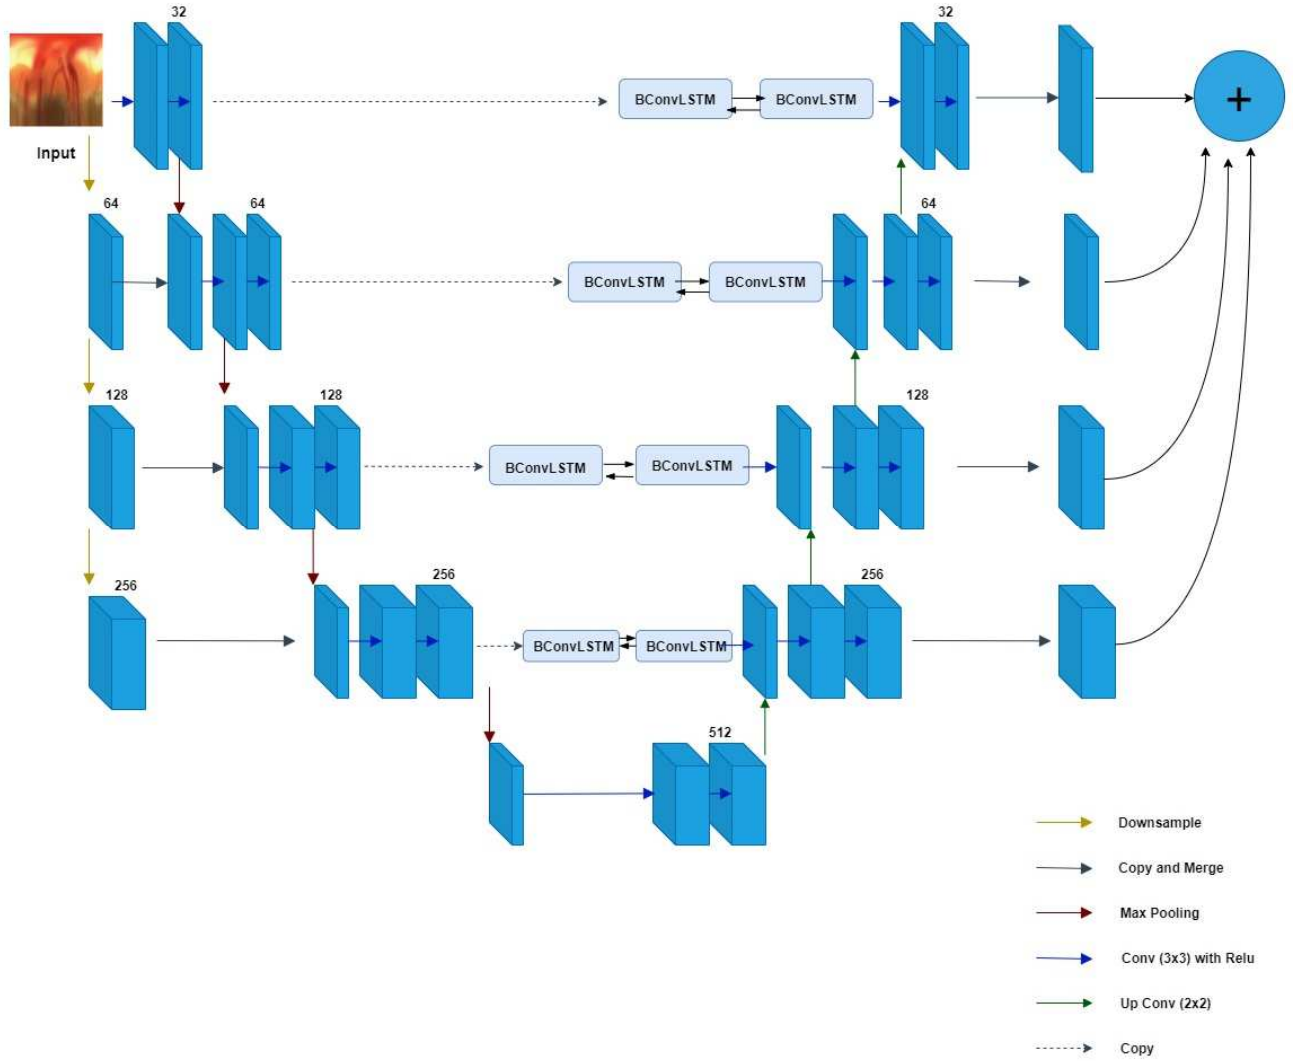 32
32
BConvLSTM
BConvLSTM
+
Input
64
64
64
BConvLSTM
BConvLSTM
128
128
128
BConvLSTM
BConvLSTM
256
256
256
BConvLSTM
BConvLSTM
512
Downsample
Copy and Merge
Max Pooling
Conv (3x3) with Relu
Up Conv (2x2)
Copy